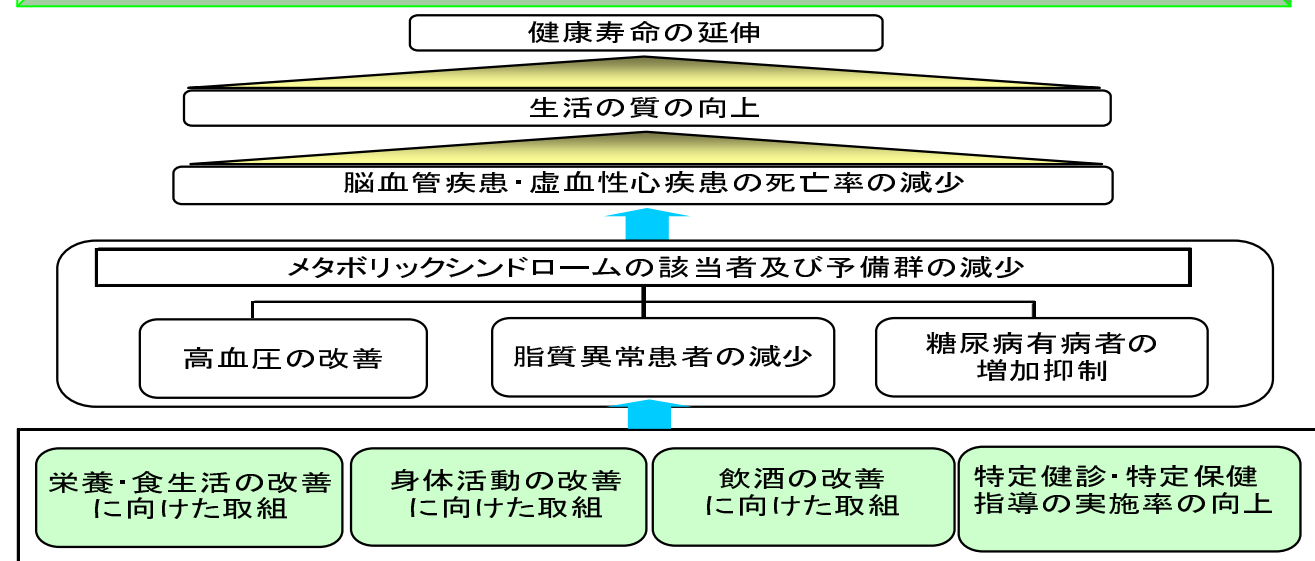 健康寿命の延伸
生活の質の向上
脳血管疾患・虚血性心疾患の死亡率の減少
メタボリックシンドロームの該当者及び予備群の減少
高血圧の改善
脂質異常患者の減少
糖尿病有病者の
増加抑制
栄養・食生活の改善
に向けた取組
身体活動の改善
に向けた取組
飲酒の改善
に向けた取組
特定健診・特定保健
指導の実施率の向上